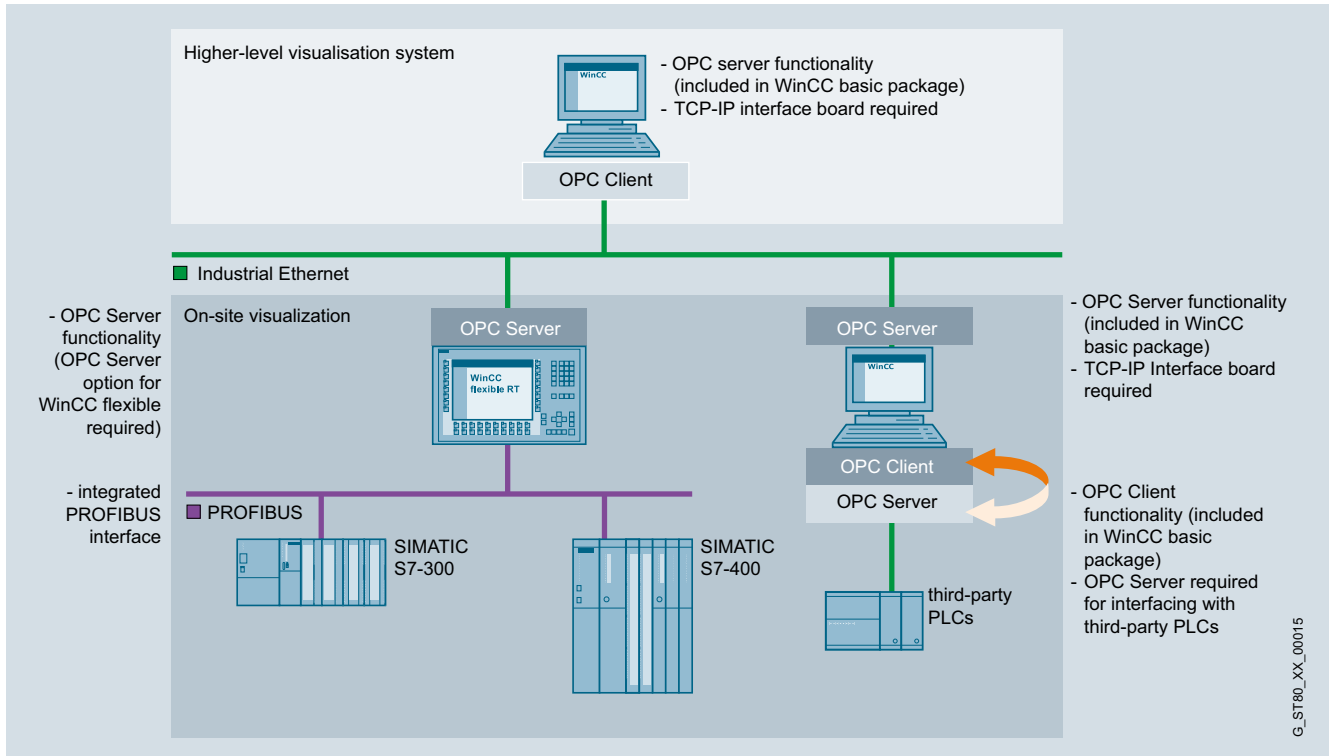 Higher-level visualisation system
WinCC
- OPC server functionality
(included in WinCC basic package)
- TCP-IP interface board required
OPC Client
Industrial Ethernet
- OPC Server
functionality
(OPC Server
option for
WinCC flexible
required)
On-site visualization
OPC Server
WinCC
flexible RT
OPC Server
WinCC
- OPC Server functionality
(included in WinCC
basic package)
- TCP-IP Interface board
required
OPC Client
OPC Server
- integrated
PROFIBUS
interface
PROFIBUS
SIMATIC
S7-300
SIMATIC
S7-400
third-party
PLCs
- OPC Client
functionality (included
in WinCC basic
package)
- OPC Server required
for interfacing with
third-party PLCs
G_ST80_XX_00015